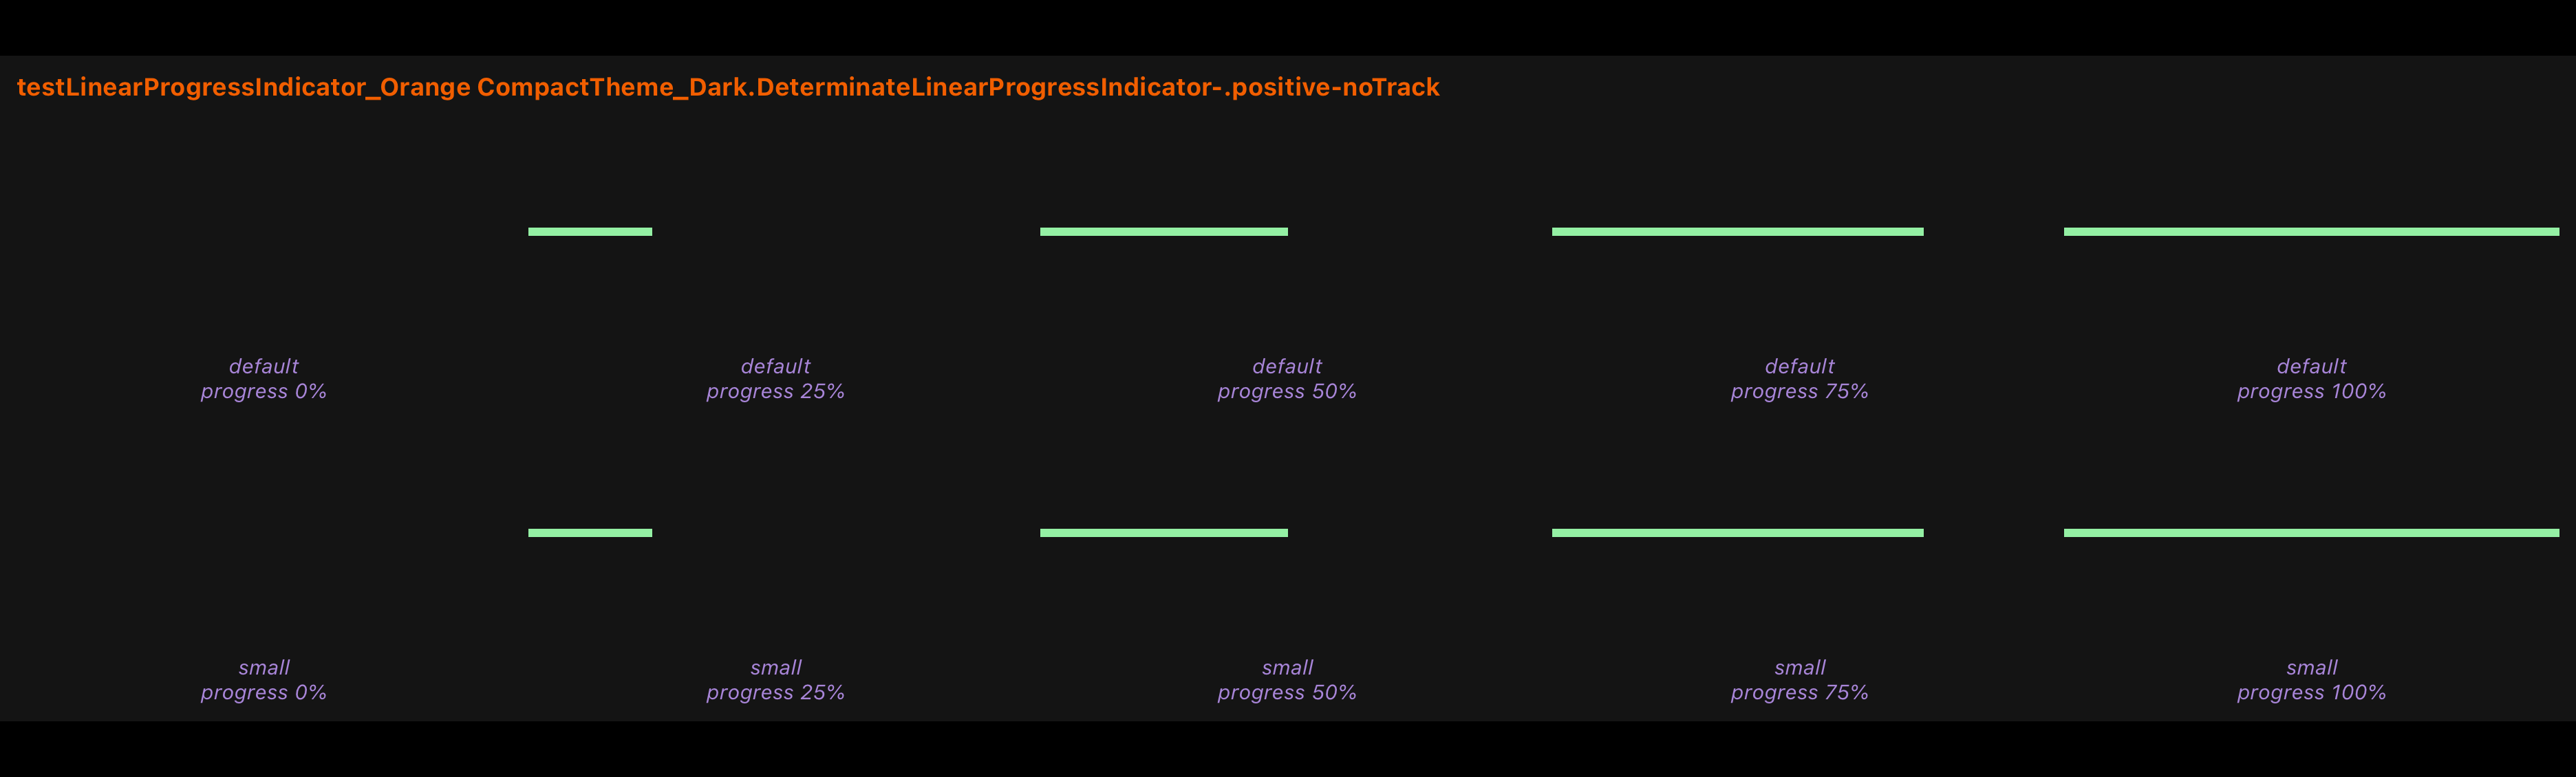 testLinearProgressIndicator_Orange CompactTheme_Dark.DeterminateLinearProgressIndicator-.positive-noTrack
default
progress 0%
default
progress 25%
default
progress 50%
default
progress 75%
default
progress 100%
small
progress 0%
small
progress 25%
small
progress 50%
small
progress 75%
small
progress 100%